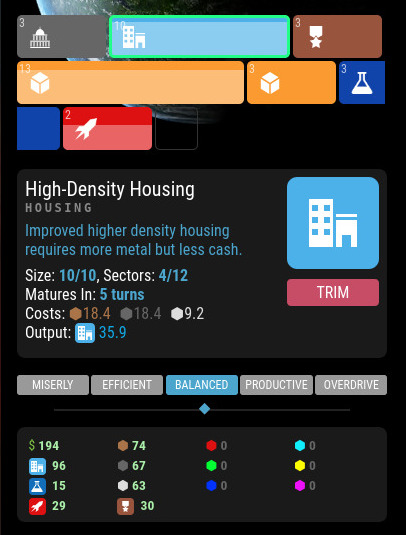 3 10 3
13 3 3
2
High-Density Housing
HOUSING
Improved higher density housing
requires more metal but less cash.
Size: 10/10, Sectors: 4/12
Matures In: 5 turns
TRIM
Costs: 18.4 18.4 9.2
Output: 35.9
MISERLY EFFICIENT BALANCED PRODUCTIVE OVERDRIVE
$ 194 74 0 0
96 67 0 0
15 63 0 0
29 30